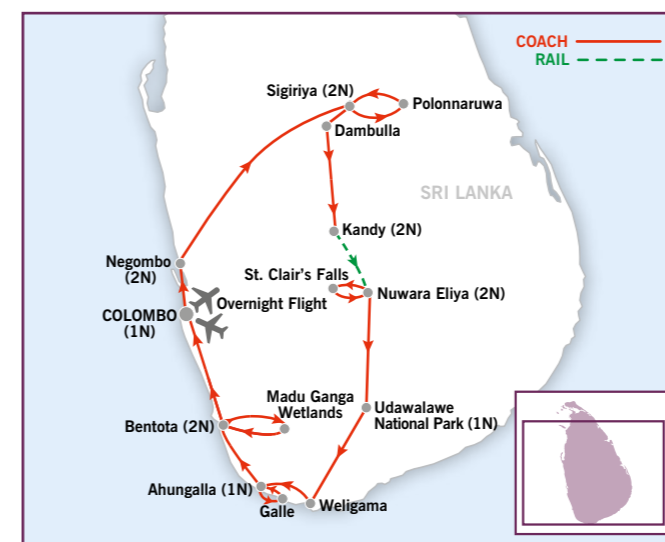 COACH
RAIL
Sigiriya (2N)
Polonnaruwa
Dambulla
SRI LANKA
Kandy (2N)
Negombo
(2N)
St. Clair's Falls
Nuwara Eliya (2N)
Overnight Flight
COLOMBO
(1N)
Madu Ganga
Wetlands
Udawalawe
National Park (1N)
Bentota (2N)
Ahungalla (1N)
Galle
Weligama